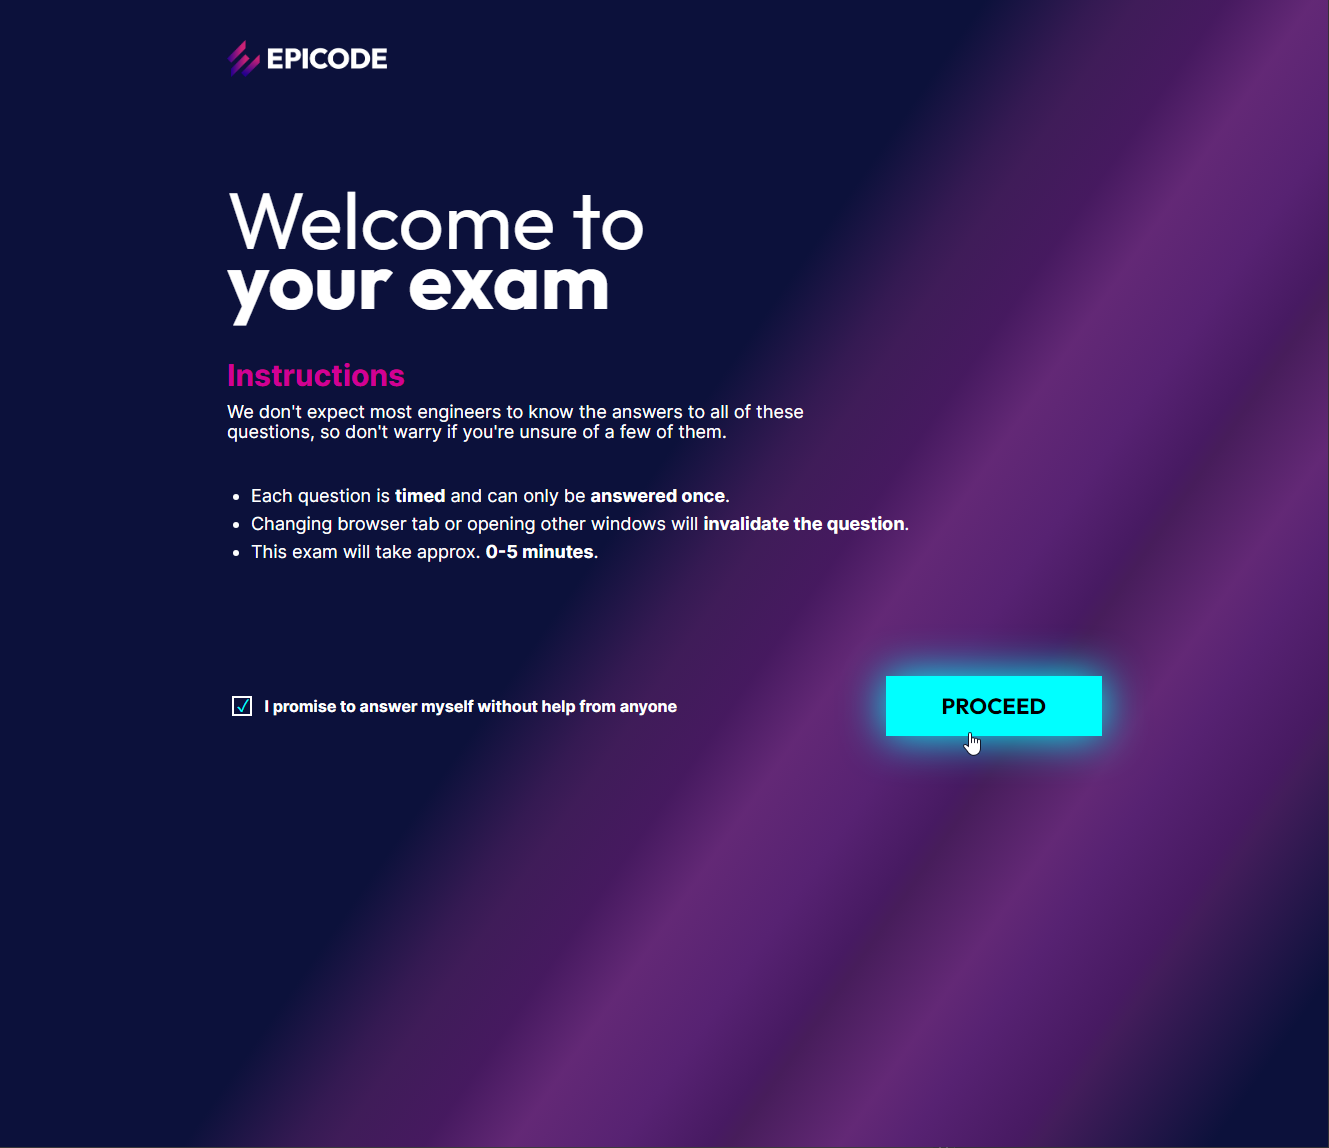 EPICODE
Welcome to
your exam
Instructions
We don't expect most engineers to know the answers to all of these
questions, so don't warry if you're unsure of a few of them.
Each question is timed and can only be answered once.
Changing browser tab or opening other windows will invalidate the question.
This exam will take approx. 0-5 minutes.
I promise to answer myself without help from anyone
PROCEED